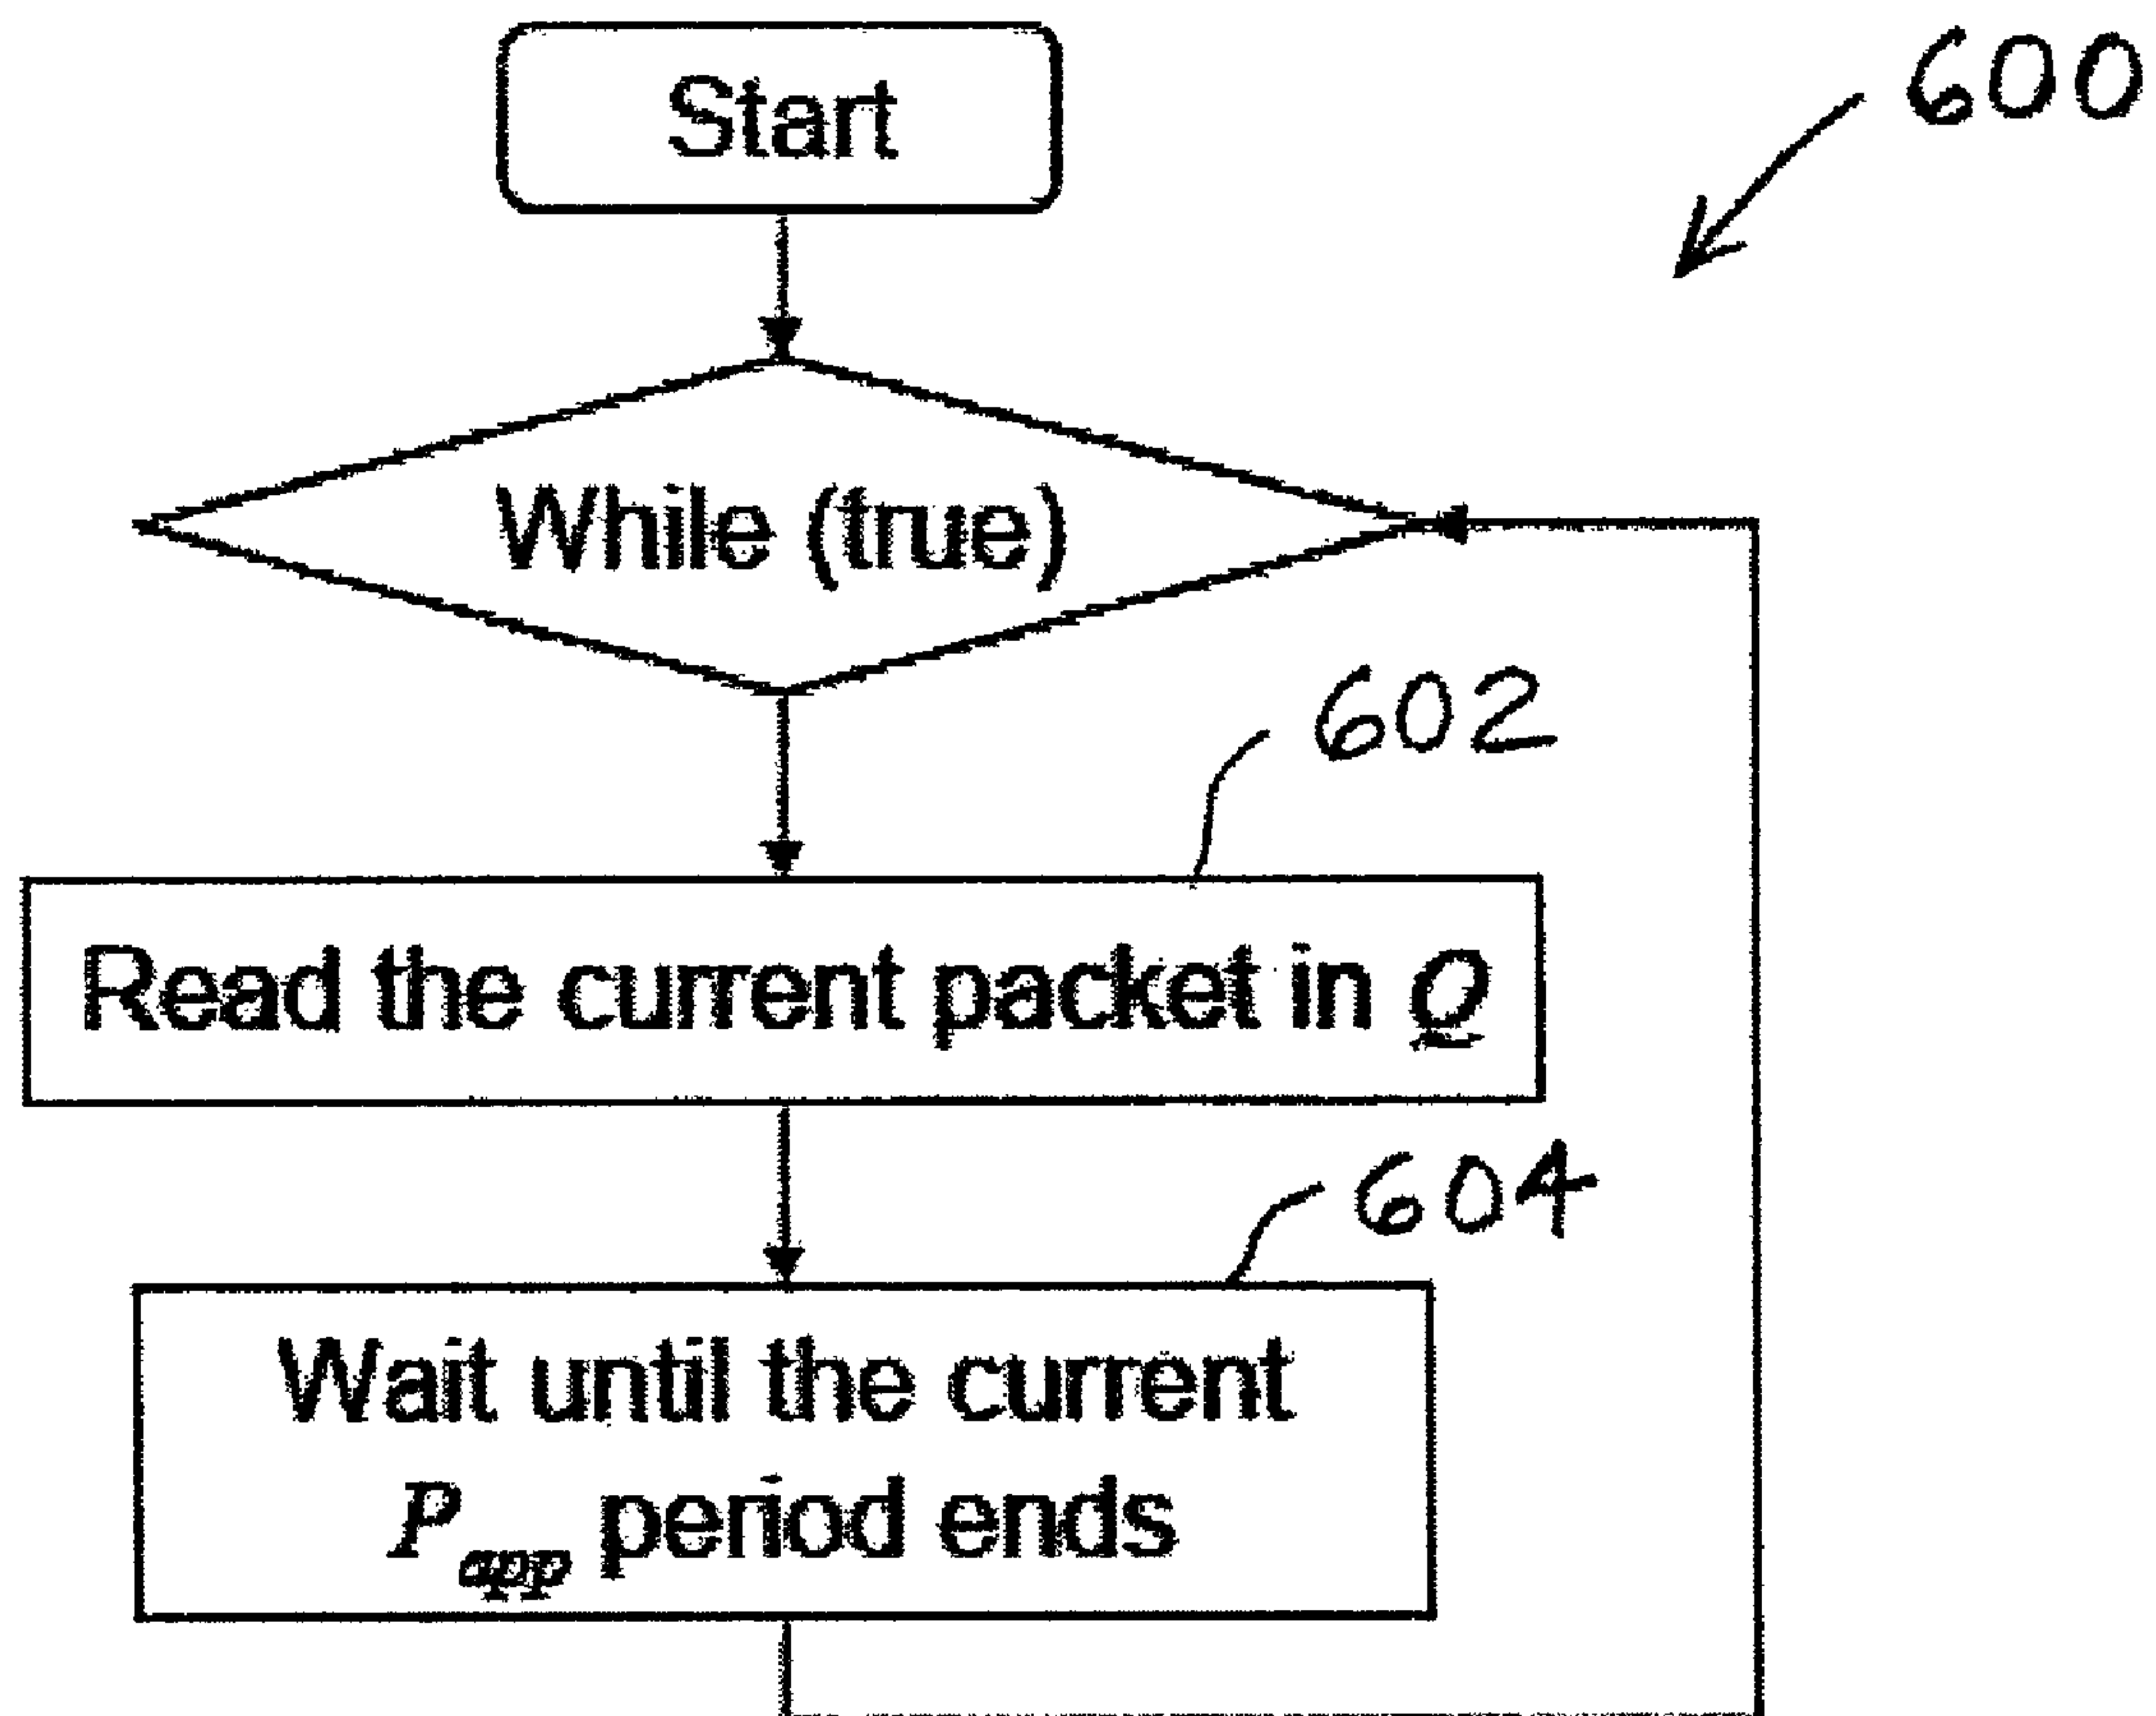 Start
600
While (true)
602
Read the current packet in Q
604
Wait until the current
P_app period ends